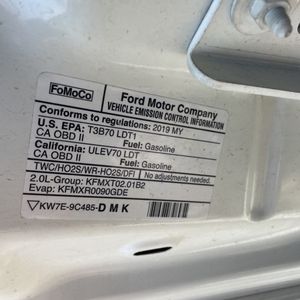 FoMoCo
Ford Motor Company
VEHICLE EMISSION CONTROL INFORMATION
Conforms to regulations: 2019 MY
U.S. EPA: T3B70 LDT1
CA OBD II Fuel: Gasoline
California: ULEV70 LDT
CA OBD II Fuel: Gasoline
TWC/HO2S/WR-HO2S/DFI No adjustments needed.
2.0L-Group: KFMXT02.01B2
Evap: KFMXR0090GDE
KW7E-9C485-DMK